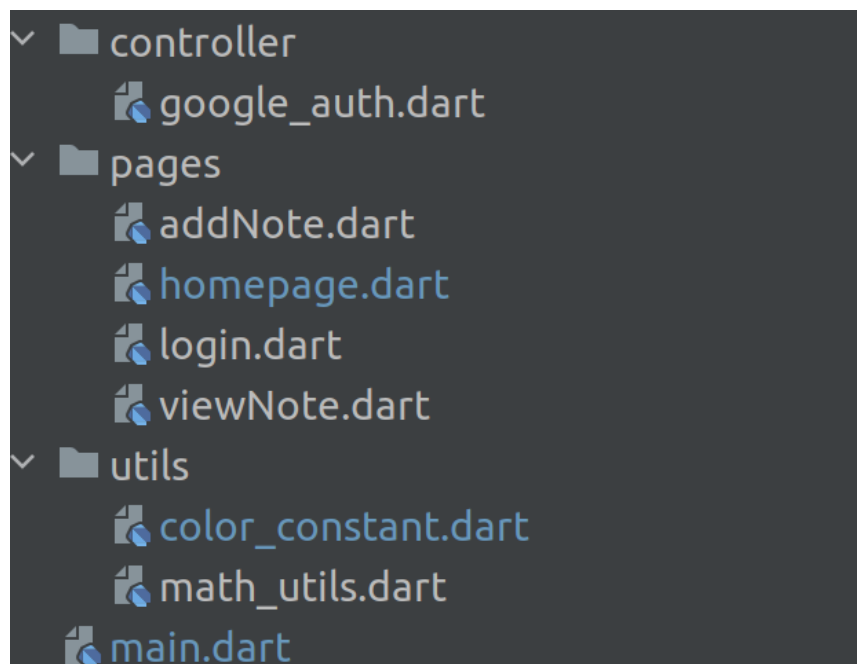 controller
google_auth.dart
pages
addNote.dart
homepage.dart
login.dart
viewNote.dart
utils
color_constant.dart
math_utils.dart
main.dart